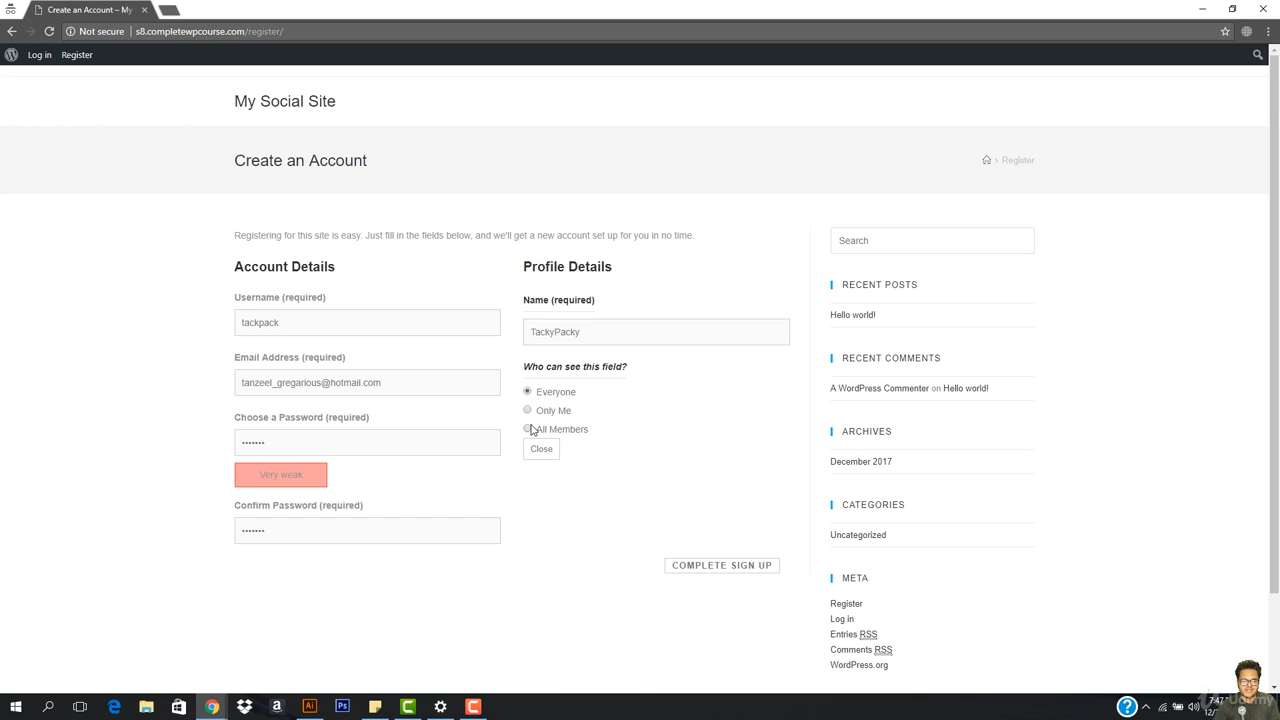 Create an Account – My
Not secure
s8.completewpcourse.com/register/
Log in
Register
My Social Site
Create an Account
> Register
Registering for this site is easy. Just fill in the fields below, and we'll get a new account set up for you in no time.
Account Details
Username (required)
tackpack
Email Address (required)
tanzeel_gregarious@hotmail.com
Choose a Password (required)
•••••••
Very weak
Confirm Password (required)
•••••••
Profile Details
Name (required)
TackyPacky
Who can see this field?
Everyone
Only Me
All Members
Close
COMPLETE SIGN UP
Search
RECENT POSTS
Hello world!
RECENT COMMENTS
A WordPress Commenter on Hello world!
ARCHIVES
December 2017
CATEGORIES
Uncategorized
META
Register
Log in
Entries RSS
Comments RSS
WordPress.org
a
Ai
Ps
?
Udemy